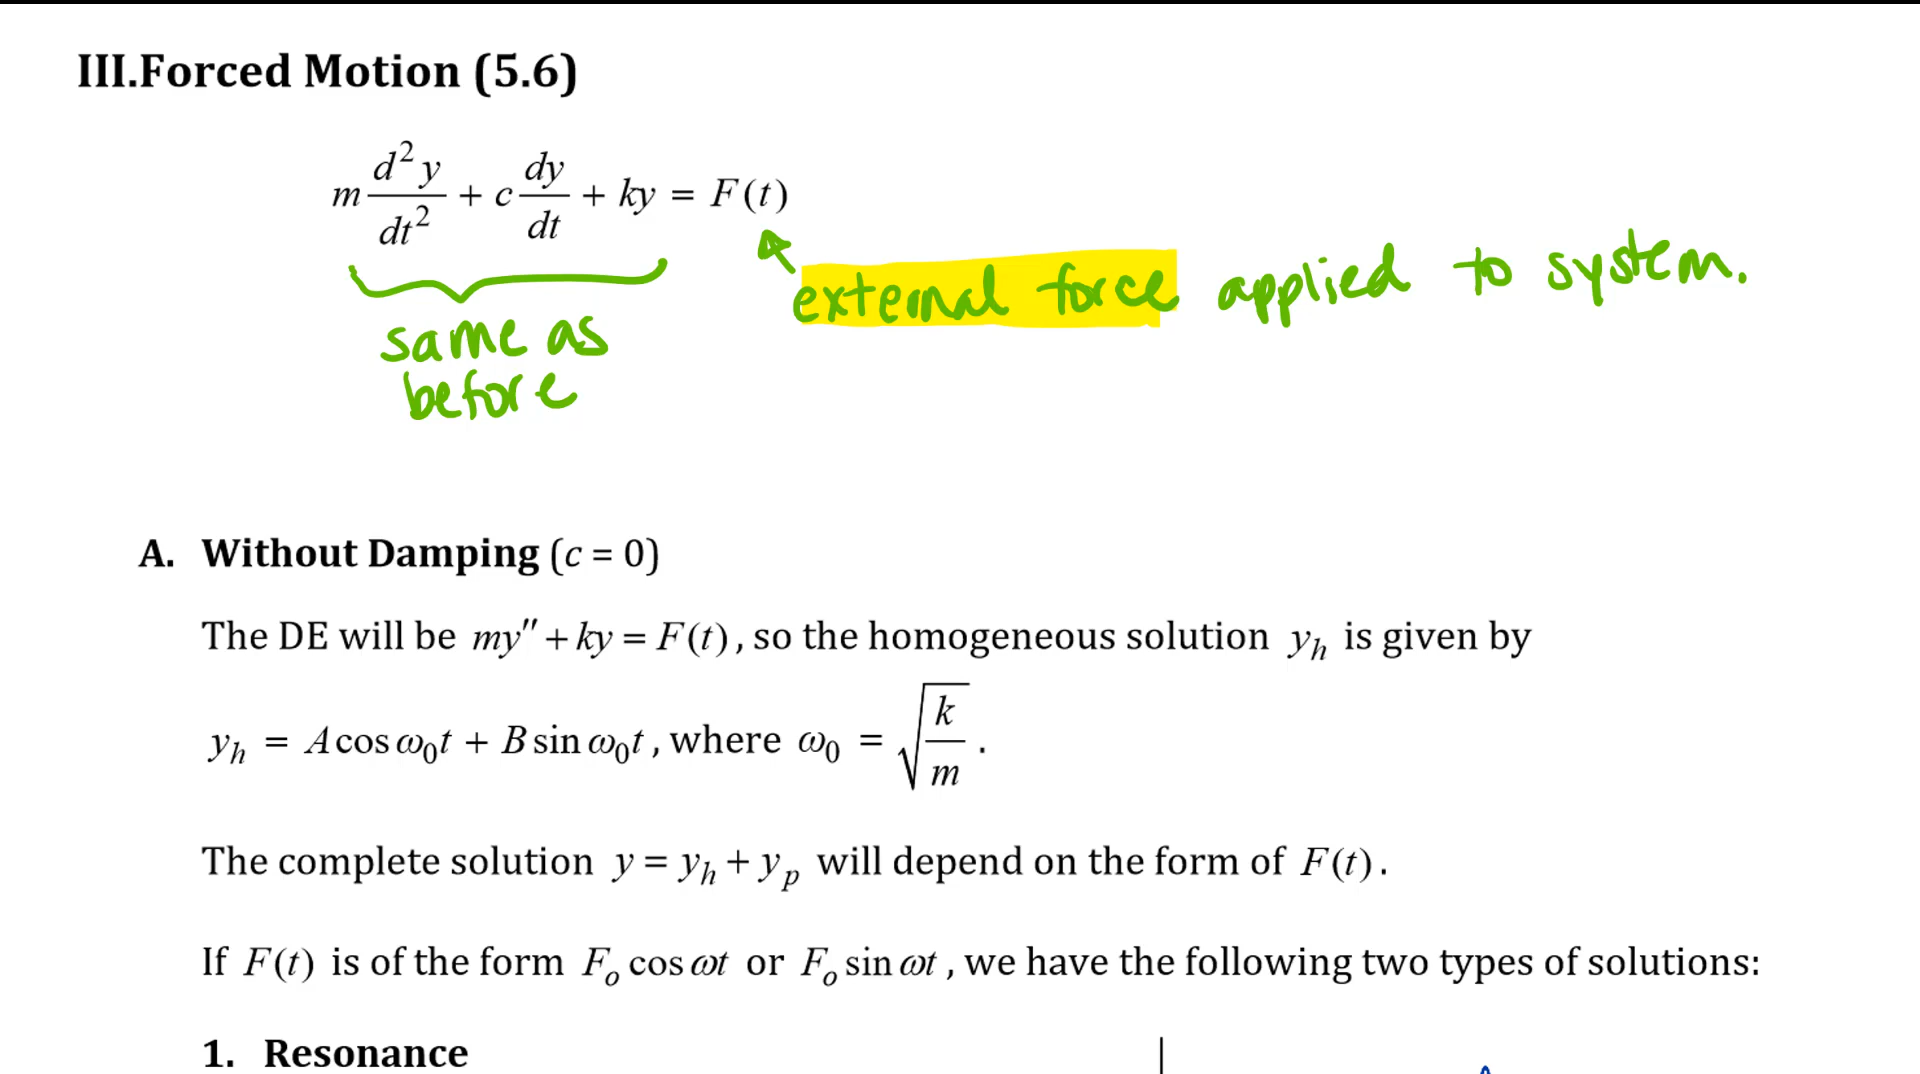 III.Forced Motion (5.6)
m d²y/dt² + c dy/dt + ky = F(t)
external force applied to system.
same as
before
A. Without Damping (c = 0)
The DE will be my″ + ky = F(t), so the homogeneous solution y_h is given by
y_h = A cos ω₀t + B sin ω₀t, where ω₀ = √(k/m).
The complete solution y = y_h + y_p will depend on the form of F(t).
If F(t) is of the form F_o cos ωt or F_o sin ωt, we have the following two types of solutions:
1. Resonance